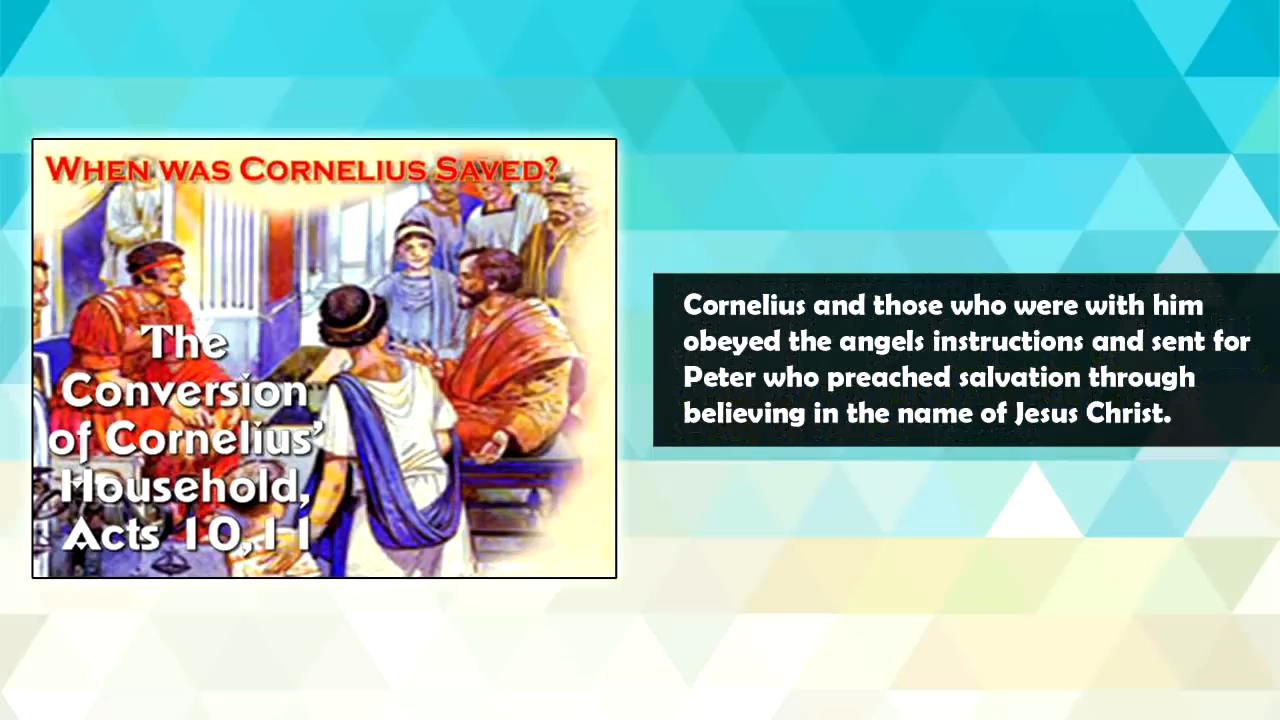 WHEN WAS CORNELIUS SAVED?
The
Conversion
of Cornelius'
Household,
Acts 10,11
Cornelius and those who were with him
obeyed the angels instructions and sent for
Peter who preached salvation through
believing in the name of Jesus Christ.